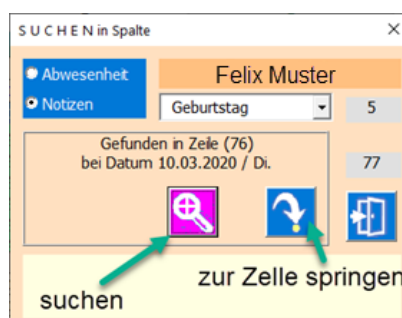 S U C H E N in Spalte
Abwesenheit
Felix Muster
Notizen
Geburtstag
5
Gefunden in Zeile (76)
bei Datum 10.03.2020 / Di.
77
zur Zelle springen
suchen